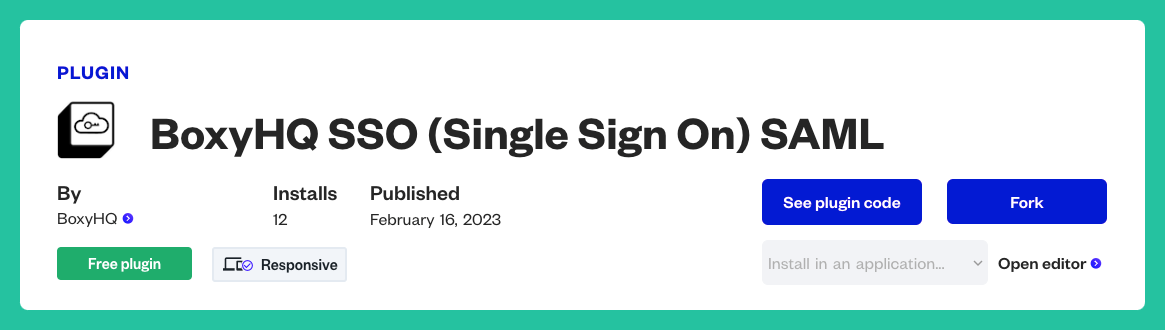 PLUGIN
BoxyHQ SSO (Single Sign On) SAML
By
BoxyHQ
Installs
12
Published
February 16, 2023
See plugin code
Fork
Free plugin
Responsive
Install in an application...
Open editor